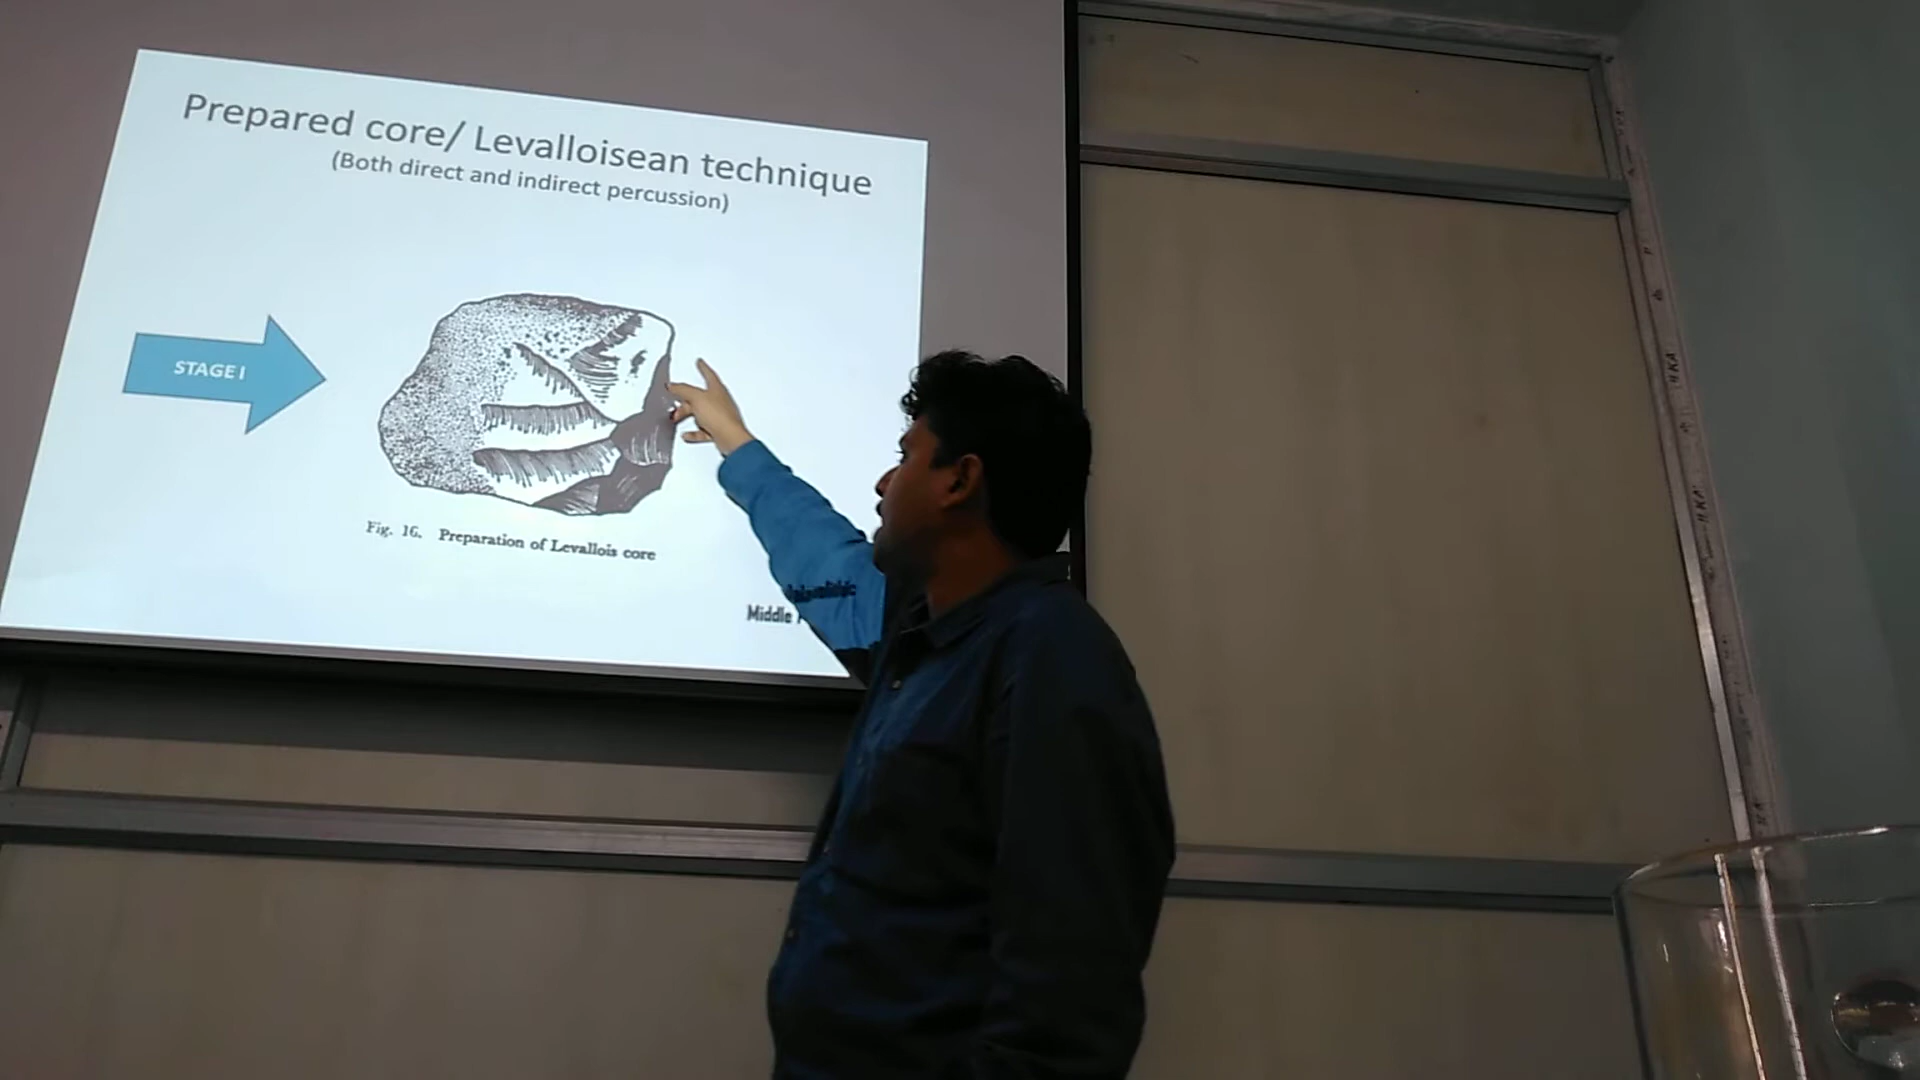 Prepared core/ Levalloisean technique
(Both direct and indirect percussion)
STAGE I
Fig. 16. Preparation of Levallois core
Middle